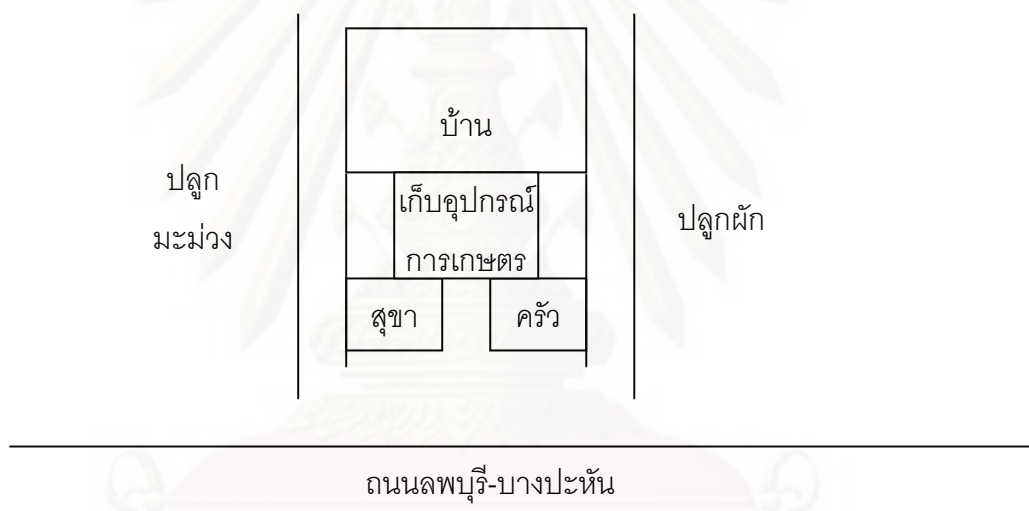 บ้าน
ปลูก
มะม่วง
เก็บอุปกรณ์
การเกษตร
ปลูกผัก
สุขา
ครัว
ถนนลพบุรี-บางปะหัน